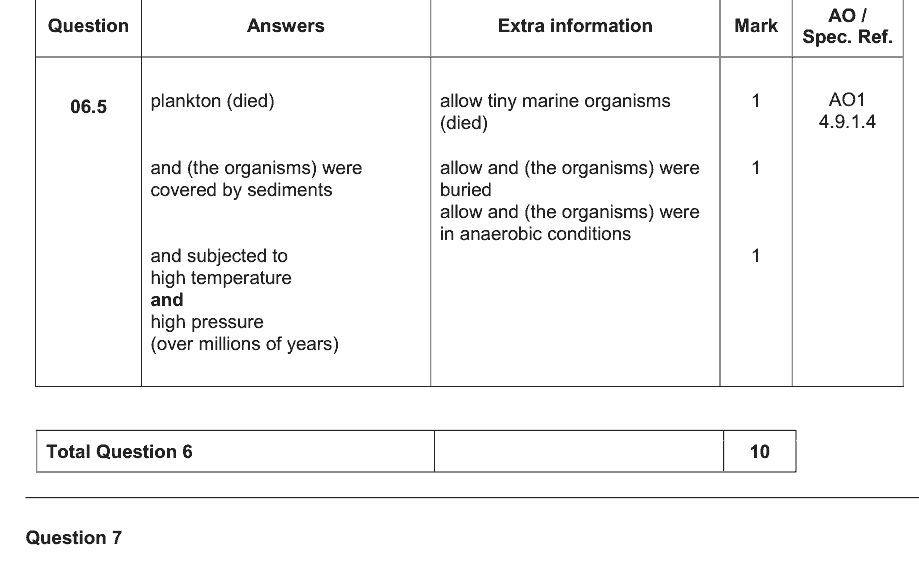 Question Answers Extra information Mark AO /
Spec. Ref.
06.5 plankton (died) allow tiny marine organisms 1 AO1
(died) 4.9.1.4
and (the organisms) were allow and (the organisms) were 1
covered by sediments buried
allow and (the organisms) were
in anaerobic conditions
and subjected to 1
high temperature
and
high pressure
(over millions of years)
Total Question 6 10
Question 7